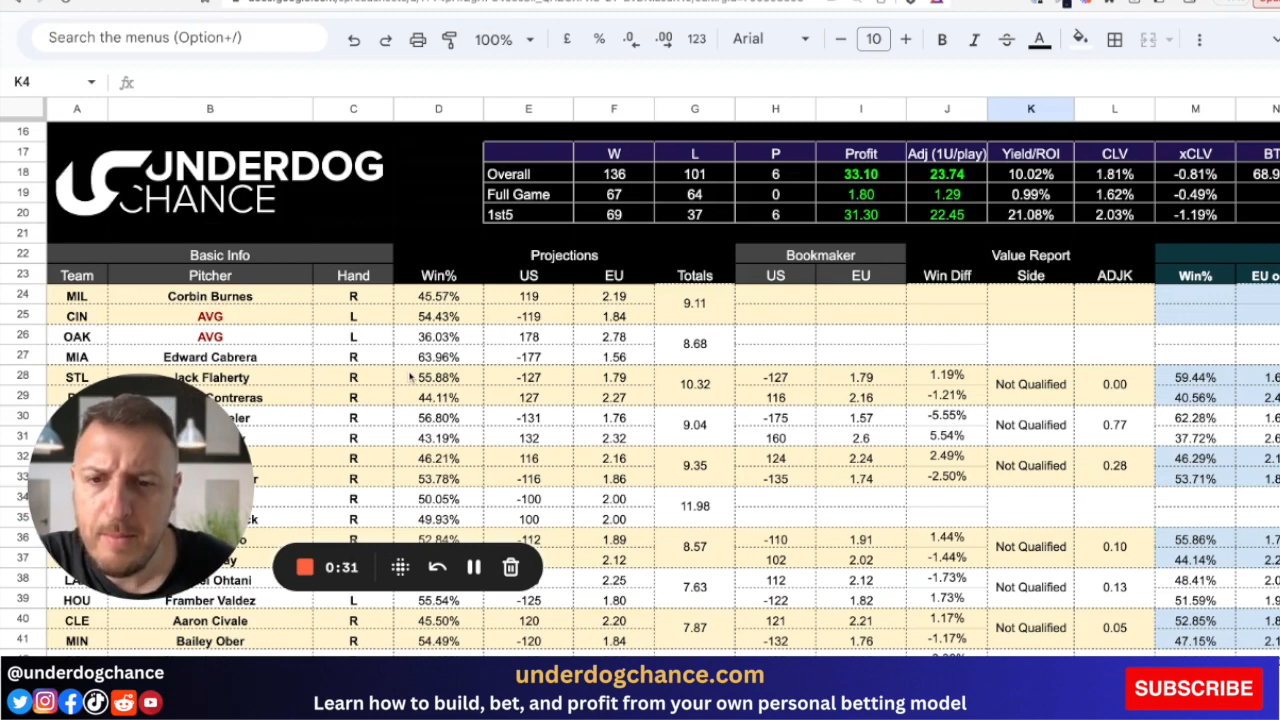 Search the menus (Option+/)
100%
£
%
.0
.00
123
Arial
10
B
I
A
K4
fx
A B C D E F G H I J K L M N
16
17 W L P Profit Adj (1U/play) Yield/ROI CLV xCLV
18 Overall 136 101 6 33.10 23.74 10.02% 1.81% -0.81%
19 Full Game 67 64 0 1.80 1.29 0.99% 1.62% -0.49%
20 1st5 69 37 6 31.30 22.45 21.08% 2.03% -1.19%
UNDERDOG
CHANCE
21
22 Basic Info Projections Bookmaker Value Report
23 Team Pitcher Hand Win% US EU Totals US EU Win Diff Side ADJK Win%
24 MIL Corbin Burnes R 45.57% 119 2.19 9.11
25 CIN AVG L 54.43% -119 1.84
26 OAK AVG L 36.03% 178 2.78 8.68
27 MIA Edward Cabrera R 63.96% -177 1.56
28 STL Jack Flaherty R 55.88% -127 1.79 10.32 -127 1.79 1.19% Not Qualified 0.00 59.44%
29 Contreras R 44.11% 127 2.27 116 2.16 -1.21% 40.56%
30 R 56.80% -131 1.76 9.04 -175 1.57 -5.55% Not Qualified 0.77 62.28%
31 R 43.19% 132 2.32 160 2.6 5.54% 37.72%
32 R 46.21% 116 2.16 9.35 124 2.24 2.49% Not Qualified 0.28 46.29%
33 R 53.78% -116 1.86 -135 1.74 -2.50% 53.71%
34 R 50.05% -100 2.00 11.98
35 R 49.93% 100 2.00
36 R 52.84% -112 1.89 8.57 -110 1.91 1.44% Not Qualified 0.10 55.86%
37 2.12 102 2.02 -1.44% 44.14%
38 Ohtani 2.25 7.63 112 2.12 -1.73% Not Qualified 0.13 48.41%
39 HOU Framber Valdez L 55.54% -125 1.80 -122 1.82 1.73% 51.59%
40 CLE Aaron Civale R 45.50% 120 2.20 7.87 121 2.21 1.17% Not Qualified 0.05 52.85%
41 MIN Bailey Ober R 54.49% -120 1.84 -132 1.76 -1.17% 47.15%
0:31
@underdogchance
underdogchance.com
Learn how to build, bet, and profit from your own personal betting model
SUBSCRIBE